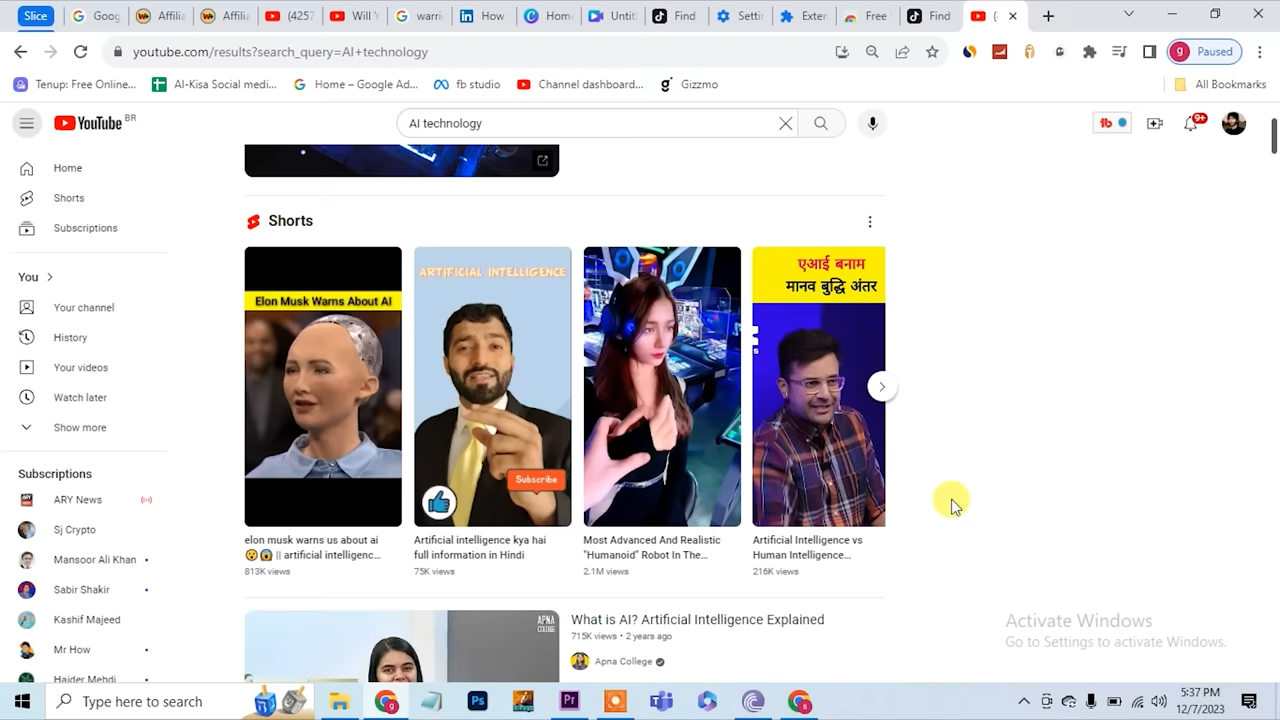 Slice
Goog
Affilia
Affilia
(4257
Will Y
warri
How
Hom
Untit
Find
Setti
Exter
Free
Find
(
youtube.com/results?search_query=AI+technology
g Paused
Tenup: Free Online...
AI-Kisa Social medi...
Home – Google Ad...
fb studio
Channel dashboard...
Gizzmo
All Bookmarks
YouTube BR
AI technology
9+
Home
Shorts
Subscriptions
You
Your channel
History
Your videos
Watch later
Show more
Subscriptions
ARY News
Sj Crypto
Mansoor Ali Khan
Sabir Shakir
Kashif Majeed
Mr How
Haider Mehdi
Shorts
Elon Musk Warns About AI
elon musk warns us about ai
|| artificial intelligenc...
813K views
ARTIFICIAL INTELLIGENCE
Subscribe
Artificial intelligence kya hai
full information in Hindi
75K views
Most Advanced And Realistic
"Humanoid" Robot In The...
2.1M views
एआई बनाम
मानव बुद्धि अंतर
Artificial Intelligence vs
Human Intelligence...
216K views
APNA
COLLEGE
What is AI? Artificial Intelligence Explained
715K views • 2 years ago
Apna College
Activate Windows
Go to Settings to activate Windows.
Type here to search
5:37 PM
12/7/2023